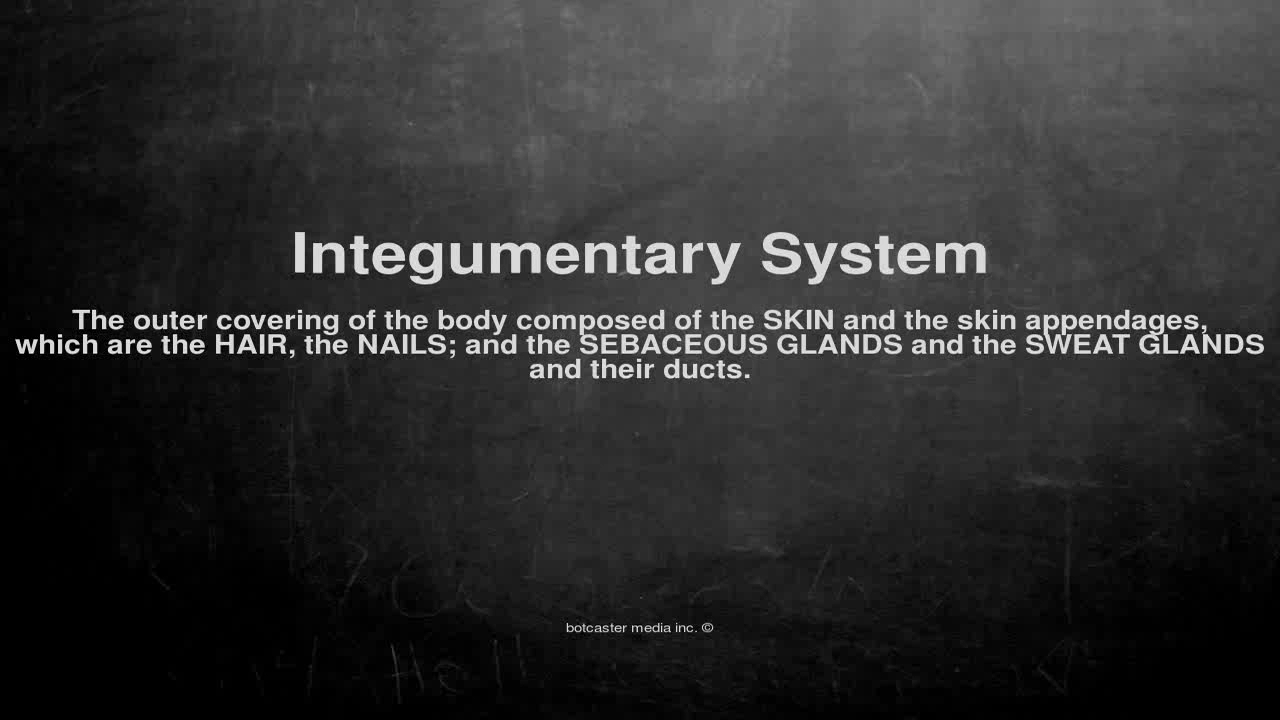 Integumentary System
The outer covering of the body composed of the SKIN and the skin appendages,
which are the HAIR, the NAILS; and the SEBACEOUS GLANDS and the SWEAT GLANDS
and their ducts.
botcaster media inc. ©